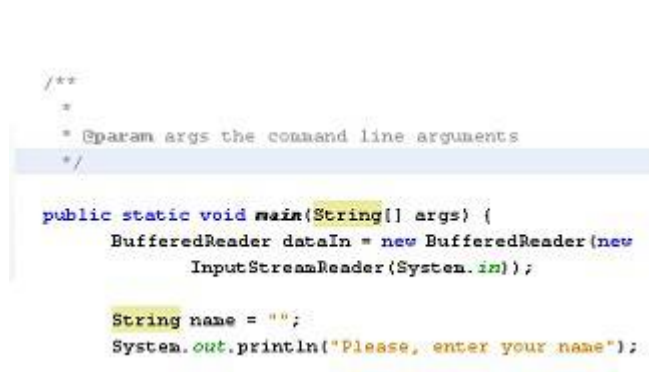 /**
*
* @param args the command line arguments
*/
public static void main(String[] args) {
BufferedReader dataIn = new BufferedReader(new
InputStreamReader(System.in));
String name = "";
System.out.println("Please, enter your name");